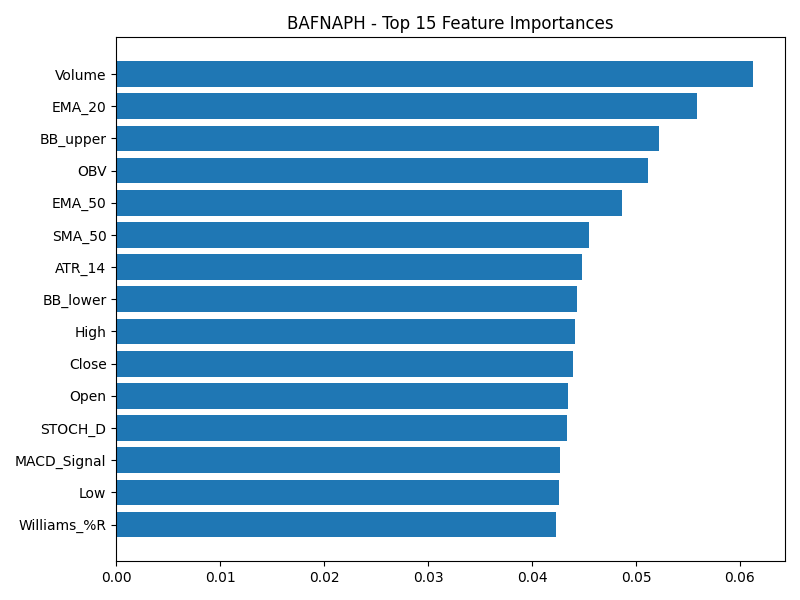 BAFNAPH - Top 15 Feature Importances
Volume
EMA_20
BB_upper
OBV
EMA_50
SMA_50
ATR_14
BB_lower
High
Close
Open
STOCH_D
MACD_Signal
Low
Williams_%R
0.00 0.01 0.02 0.03 0.04 0.05 0.06